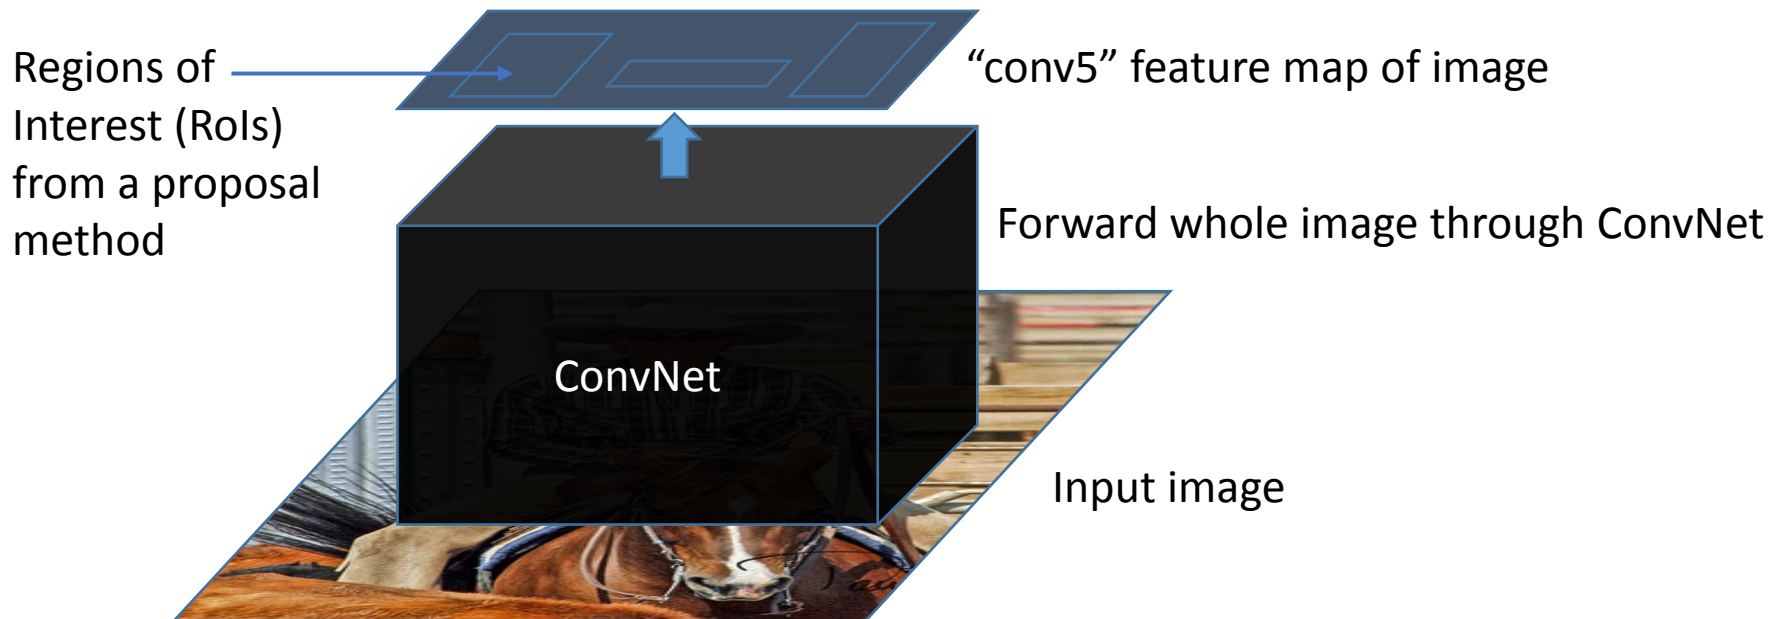 Regions of
Interest (RoIs)
from a proposal
method
“conv5” feature map of image
Forward whole image through ConvNet
ConvNet
Input image